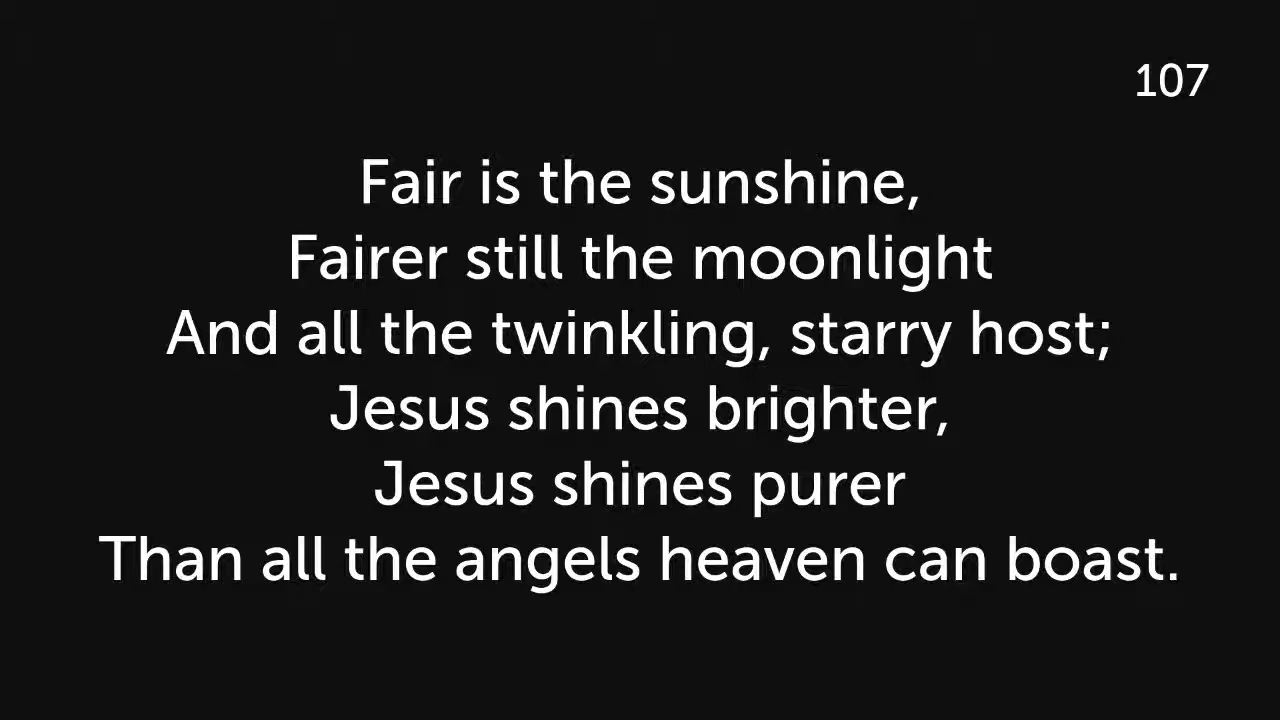 107
Fair is the sunshine,
Fairer still the moonlight
And all the twinkling, starry host;
Jesus shines brighter,
Jesus shines purer
Than all the angels heaven can boast.